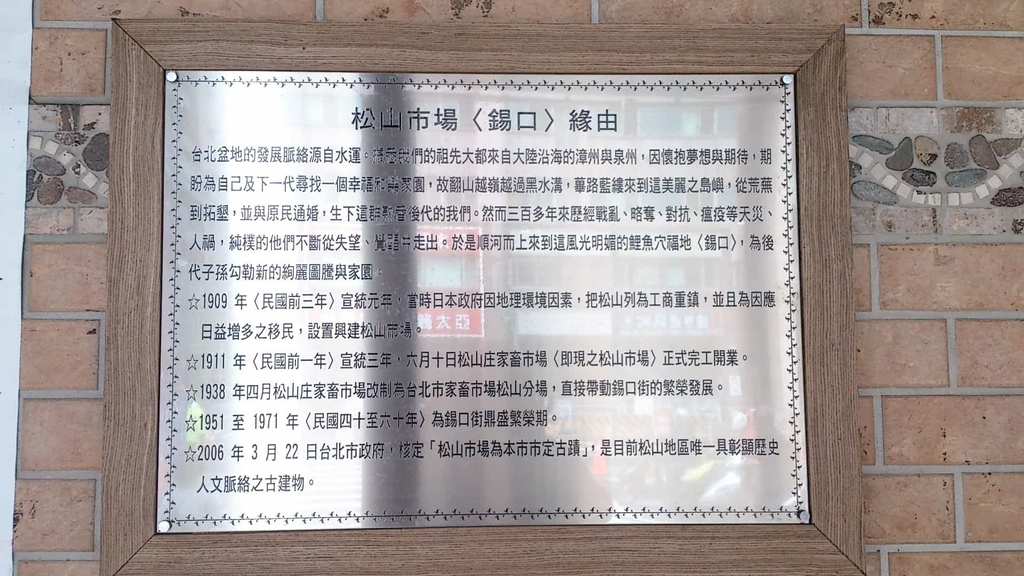 松山市場〈錫口〉緣由
台北盆地的發展脈絡源自水運。我們的祖先大都來自大陸沿海的漳州與泉州，因懷抱夢想與期待，期
盼為自己及下一代尋找一個幸福家園，故翻山越嶺越過黑水溝，華路藍縷來到這美麗之島嶼，從荒蕪
到拓墾，並與原民通婚，生下這後代的我們。然而三百多年來歷經戰亂、略奪、對抗、瘟疫等天災、
人禍，純樸的他們不斷從失望、走出。於是順河而上來到這風光明媚的鯉魚穴福地〈錫口〉，為後
代子孫勾勒新的絢麗圖騰與家園。
☆1909 年〈民國前三年〉宣統元年，當時日本政府因地理環境因素，把松山列為工商重鎮，並且為因應
日益增多之移民，設置興建松山市場。
☆1911 年〈民國前一年〉宣統三年，六月十日松山庄家畜市場〈即現之松山市場〉正式完工開業。
☆1938 年四月松山庄家畜市場改制為台北市家畜市場松山分場，直接帶動錫口街的繁榮發展。
☆1951 至 1971 年〈民國四十至六十年〉為錫口街鼎盛繁榮期。
☆2006 年 3 月 22 日台北市政府，核定「松山市場為本市市定古蹟」，是目前松山地區唯一具彰顯歷史
人文脈絡之古建物。